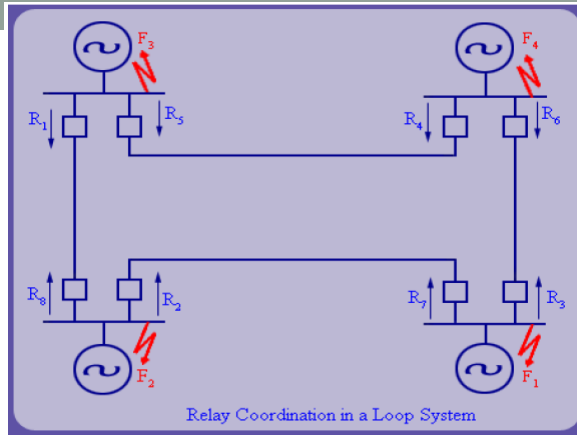 F₃
F₄
R₁
R₅
R₄
R₆
R₈
R₂
R₇
R₃
F₂
F₁
Relay Coordination in a Loop System